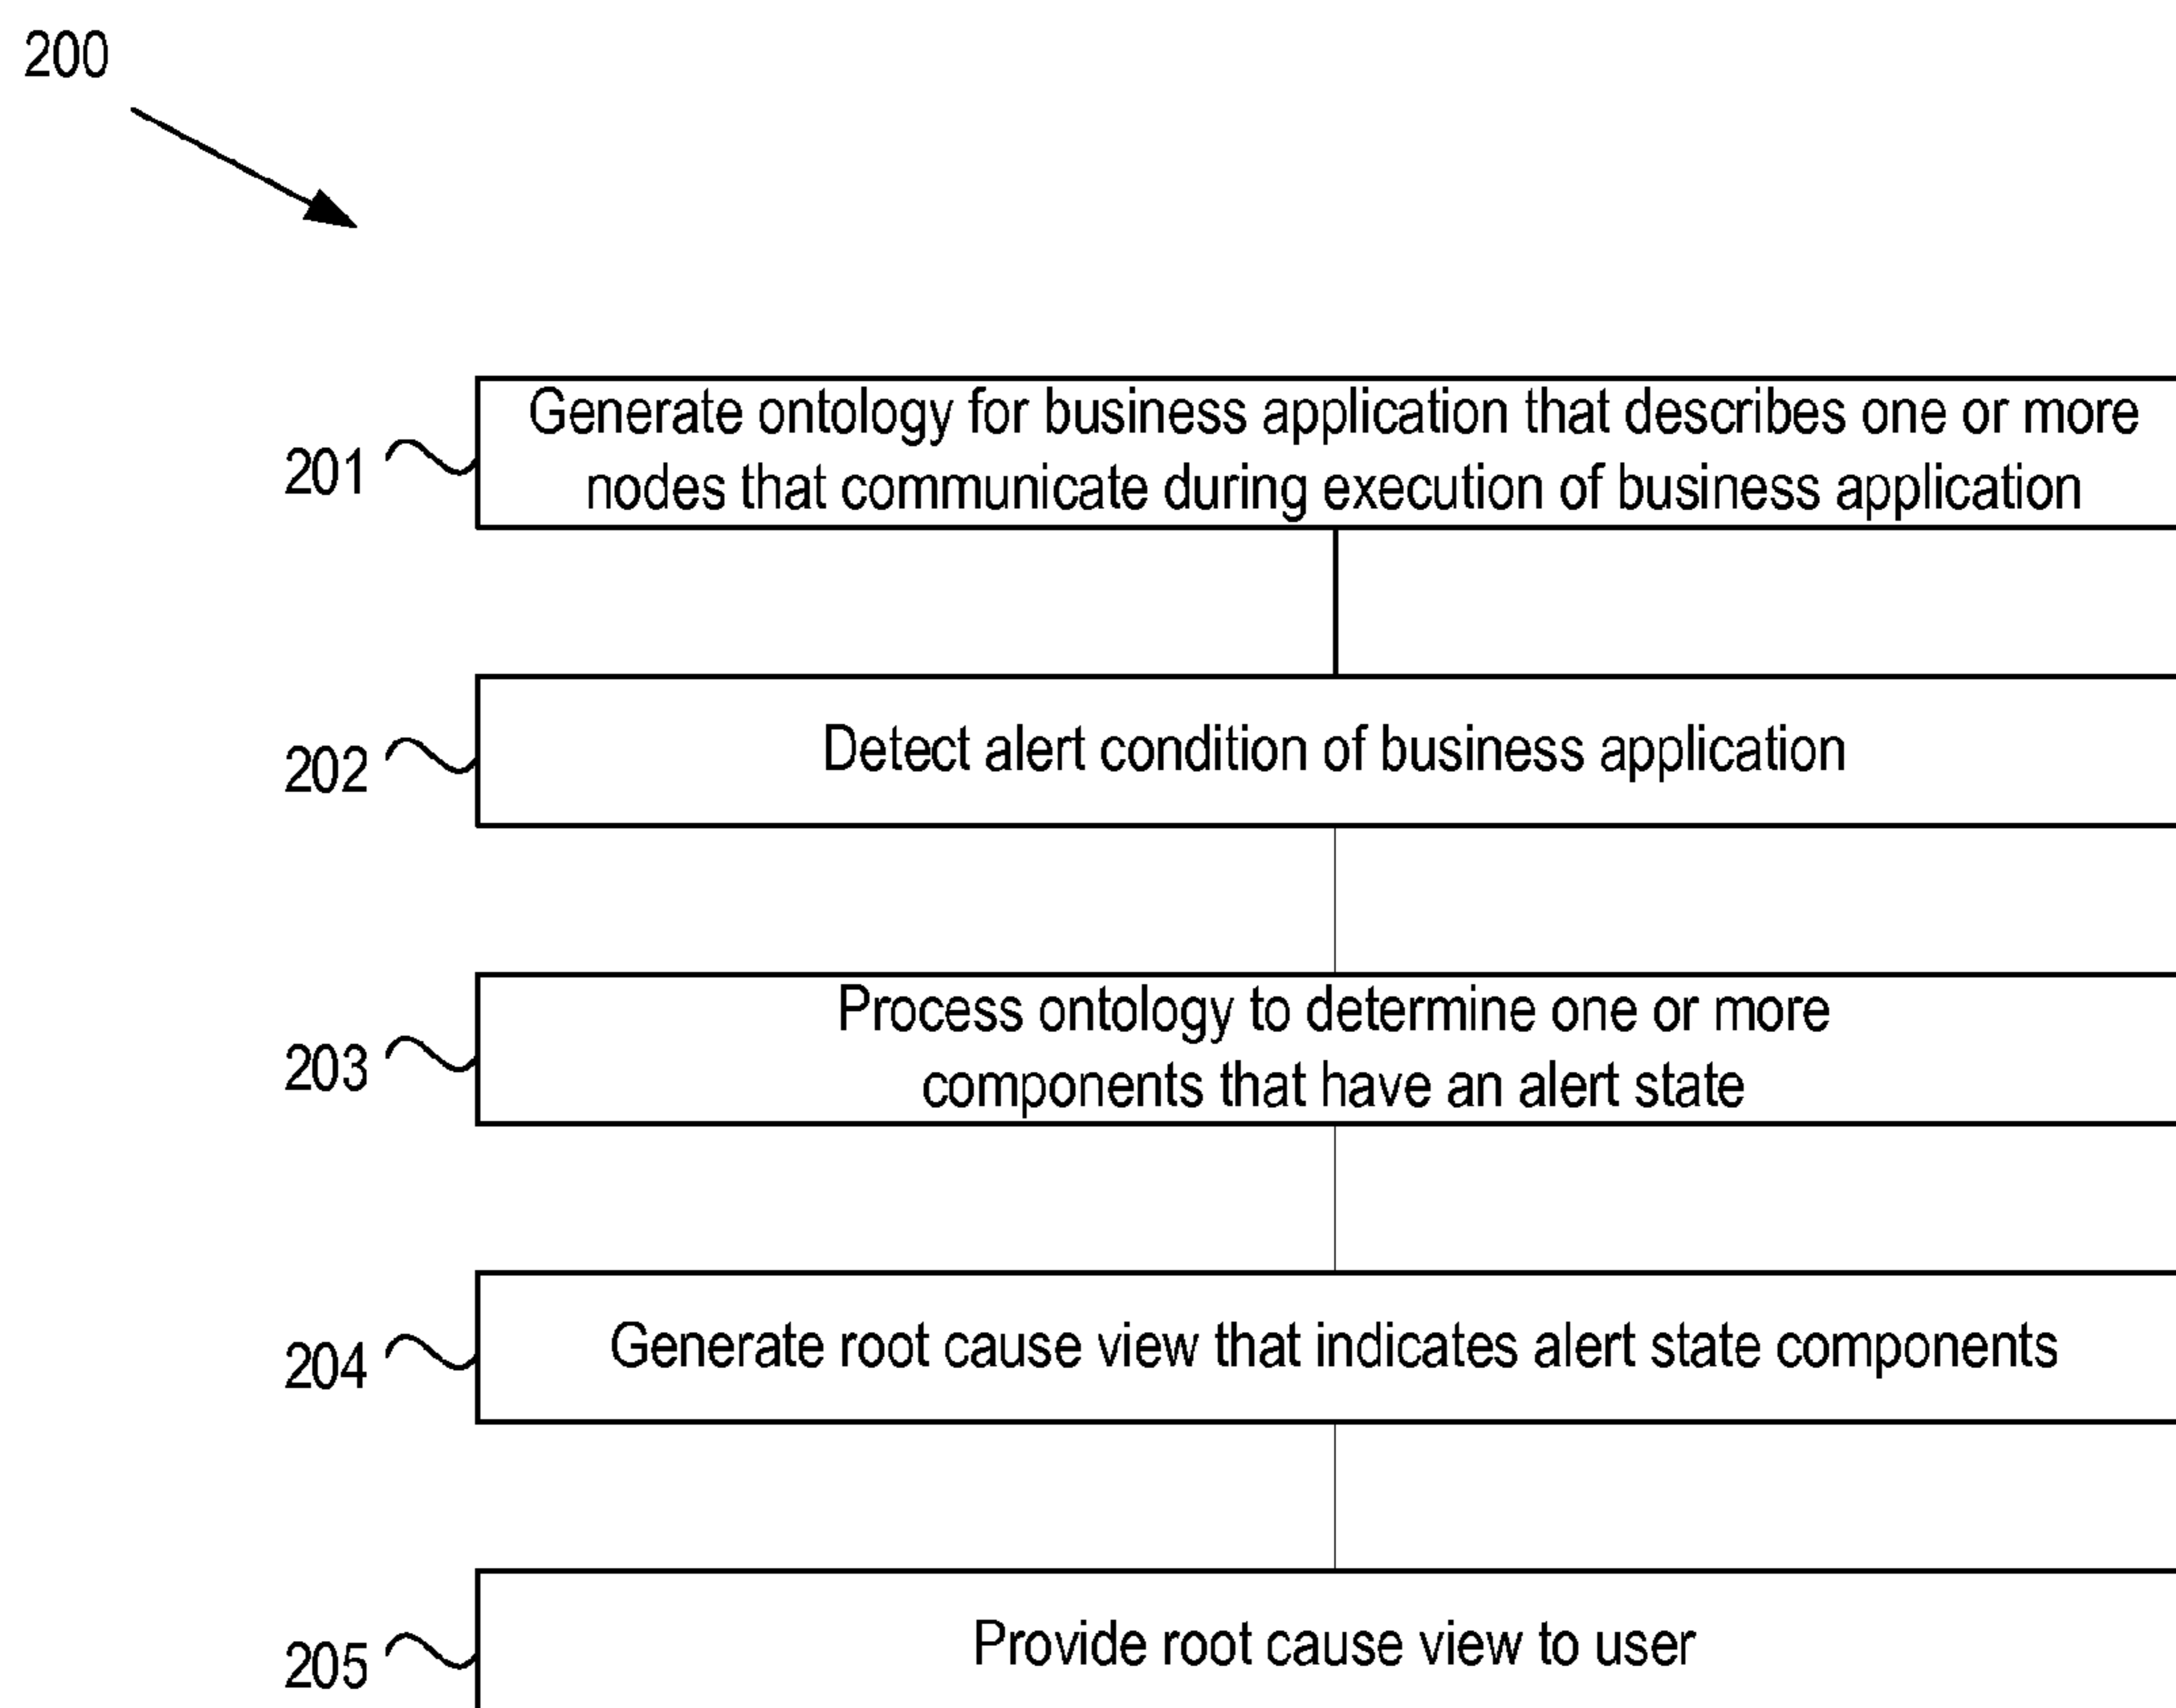 200
201
Generate ontology for business application that describes one or more
nodes that communicate during execution of business application
202
Detect alert condition of business application
203
Process ontology to determine one or more
components that have an alert state
204
Generate root cause view that indicates alert state components
205
Provide root cause view to user